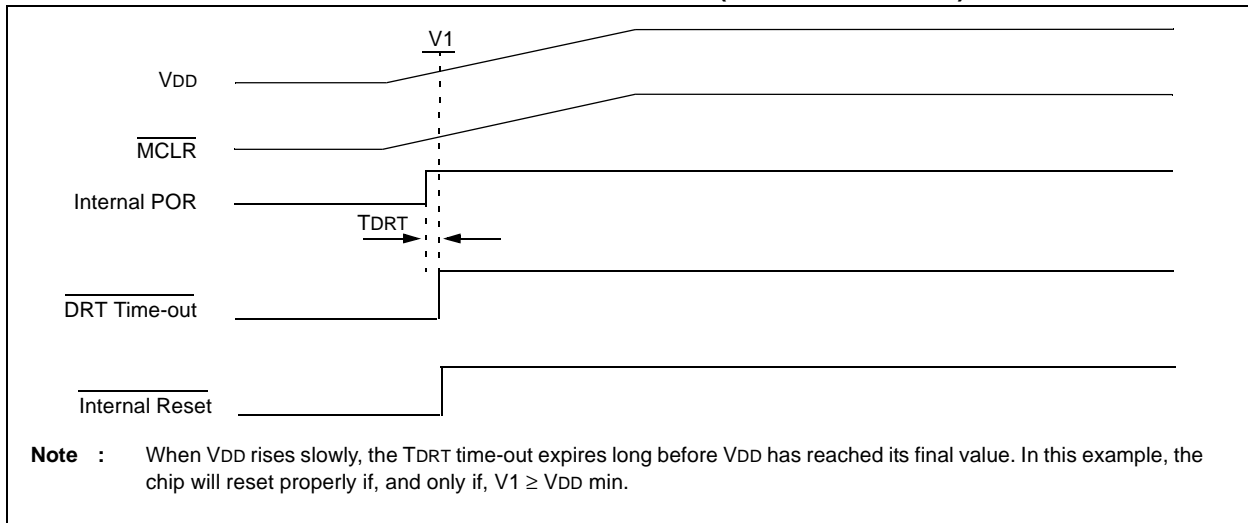 V1
VDD
MCLR
Internal POR
TDRT
DRT Time-out
Internal Reset
Note : When VDD rises slowly, the TDRT time-out expires long before VDD has reached its final value. In this example, the
chip will reset properly if, and only if, V1 ≥ VDD min.